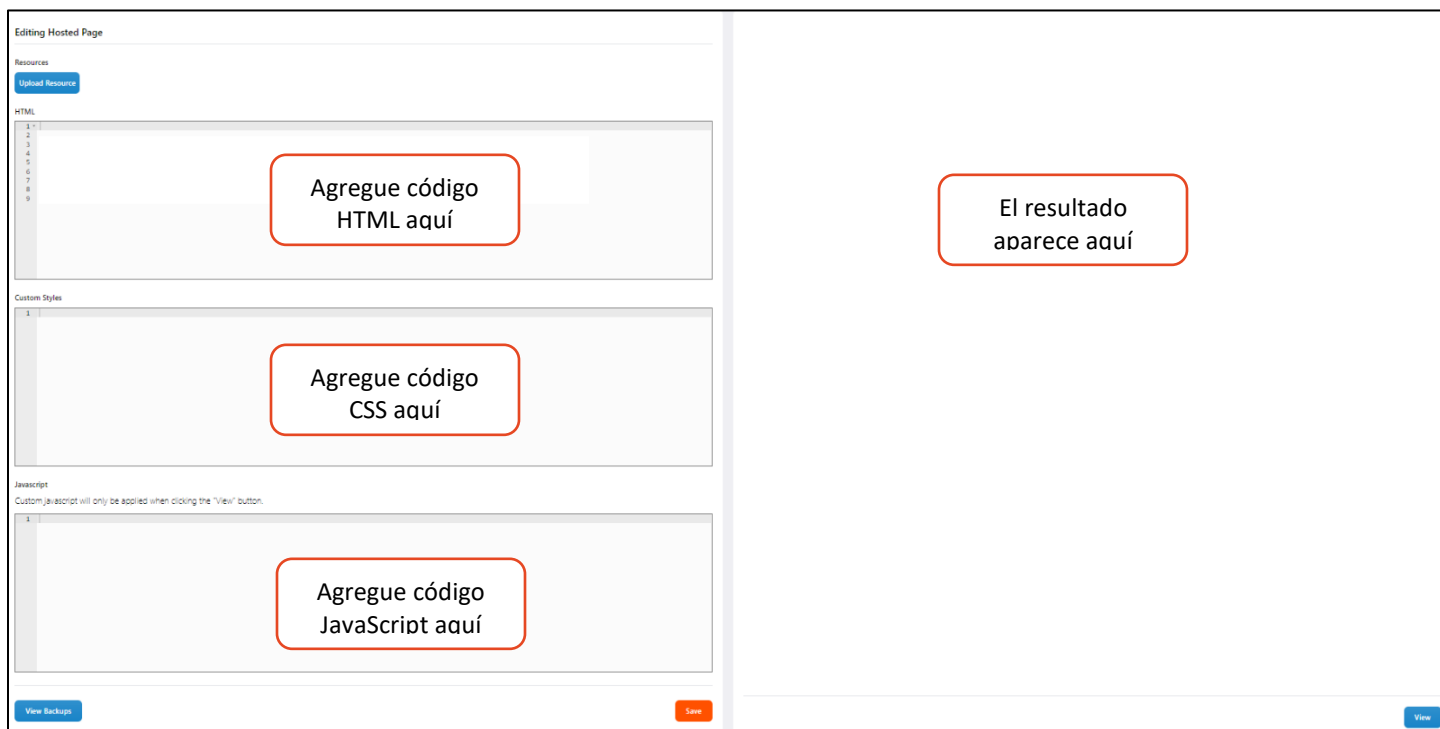 Editing Hosted Page
Resources
Upload Resource
HTML
1
2
3
4
5
6
7
8
9
Agregue código
HTML aquí
Custom Styles
1
Agregue código
CSS aquí
Javascript
Custom javascript will only be applied when clicking the "View" button.
1
Agregue código
JavaScript aquí
View Backups
Save
El resultado
aparece aquí
View